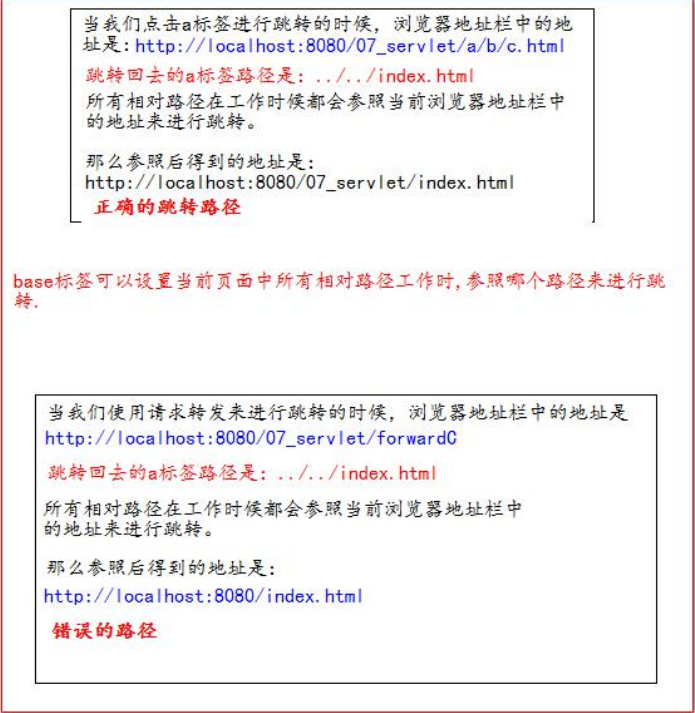 当我们点击a标签进行跳转的时候，浏览器地址栏中的地
址是：http://localhost:8080/07_servlet/a/b/c.html
跳转回去的a标签路径是：../../index.html
所有相对路径在工作时候都会参照当前浏览器地址栏中
的地址来进行跳转。
那么参照后得到的地址是：
http://localhost:8080/07_servlet/index.html
正确的跳转路径
base标签可以设置当前页面中所有相对路径工作时,参照哪个路径来进行跳
转.
当我们使用请求转发来进行跳转的时候，浏览器地址栏中的地址是
http://localhost:8080/07_servlet/forwardC
跳转回去的a标签路径是：../../index.html
所有相对路径在工作时候都会参照当前浏览器地址栏中
的地址来进行跳转。
那么参照后得到的地址是：
http://localhost:8080/index.html
错误的路径